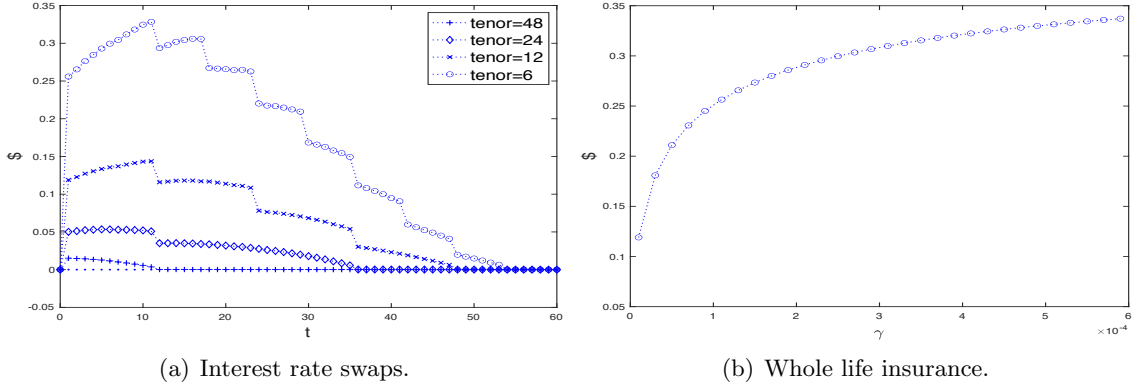 0.35
0.3
0.25
0.2
0.15
0.1
0.05
0
-0.05
$
0 10 20 30 40 50 60
t
tenor=48
tenor=24
tenor=12
tenor=6
(a) Interest rate swaps.
0.35
0.3
0.25
0.2
0.15
0.1
0.05
$
0 1 2 3 4 5 6
γ
×10⁻⁴
(b) Whole life insurance.